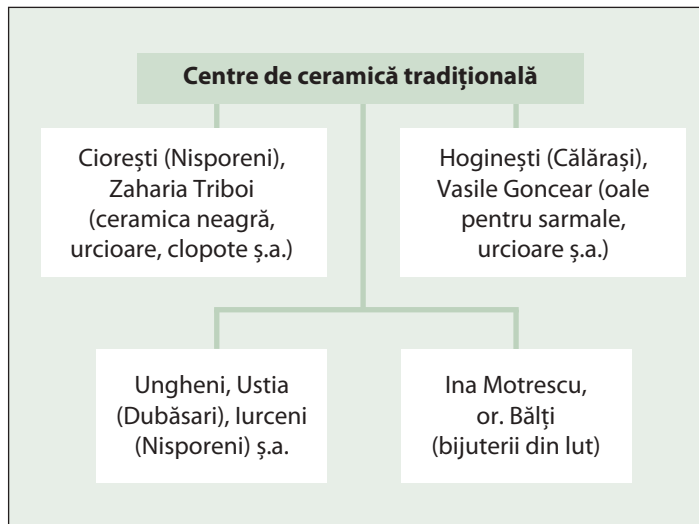 Centre de ceramică tradițională
Ciorești (Nisporeni),
Zaharia Triboi
(ceramica neagră,
urcioare, clopote ș.a.)
Hoginești (Călărași),
Vasile Goncear (oale
pentru sarmale,
urcioare ș.a.)
Ungheni, Ustia
(Dubăsari), Iurceni
(Nisporeni) ș.a.
Ina Motrescu,
or. Bălți
(bijuterii din lut)